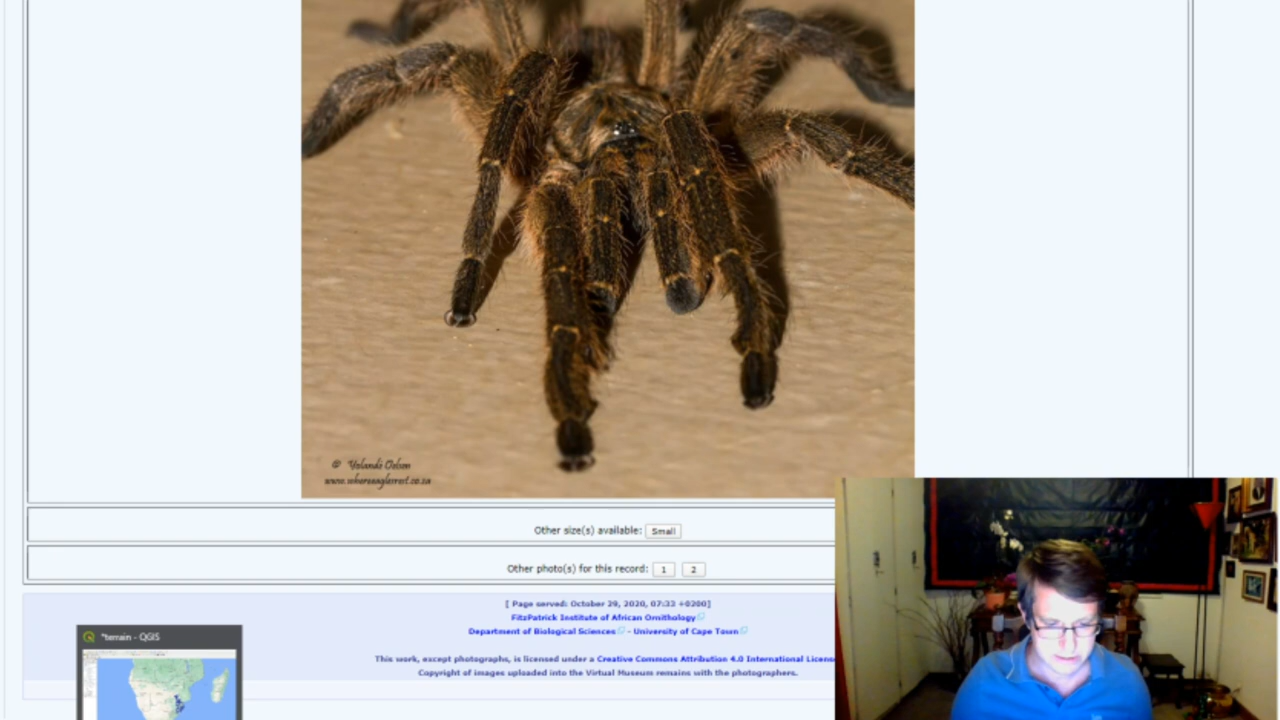 © Yolandi Oelson
www.whereeaglesrest.co.za
Other size(s) available: Small
Other photo(s) for this record: 1 2
[ Page served: October 29, 2020, 07:33 +0200]
FitzPatrick Institute of African Ornithology
Department of Biological Sciences - University of Cape Town
This work, except photographs, is licensed under a Creative Commons Attribution 4.0 International Licens
Copyright of images uploaded into the Virtual Museum remains with the photographers.
*terrain - QGIS